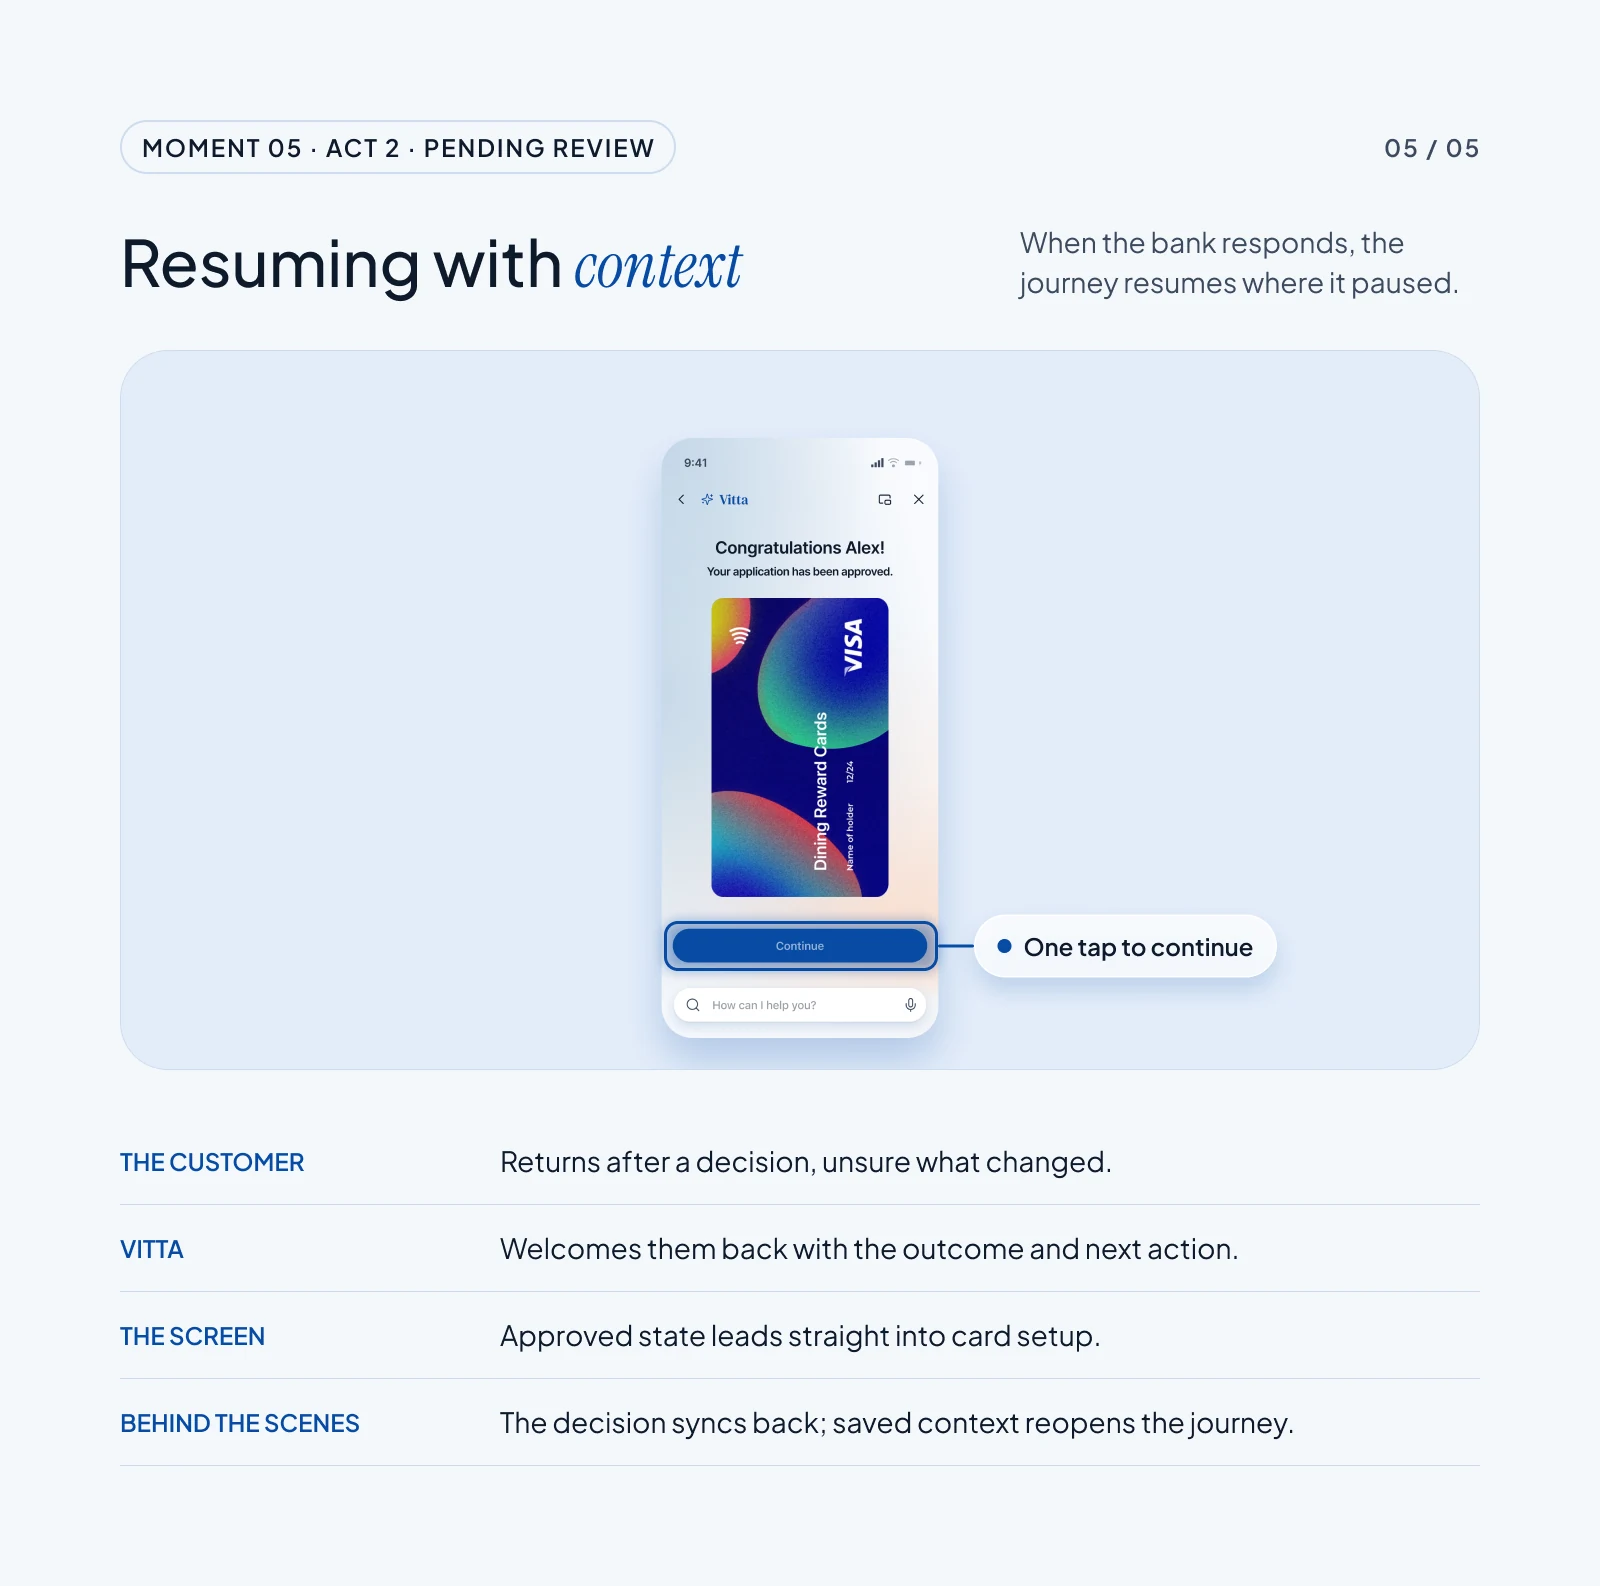 MOMENT 05 · ACT 2 · PENDING REVIEW
05 / 05
Resuming with context
When the bank responds, the
journey resumes where it paused.
9:41
Vitta
Congratulations Alex!
Your application has been approved.
VISA
Dining Reward Cards
Name of holder 12/24
Continue
One tap to continue
How can I help you?
THE CUSTOMER
Returns after a decision, unsure what changed.
VITTA
Welcomes them back with the outcome and next action.
THE SCREEN
Approved state leads straight into card setup.
BEHIND THE SCENES
The decision syncs back; saved context reopens the journey.